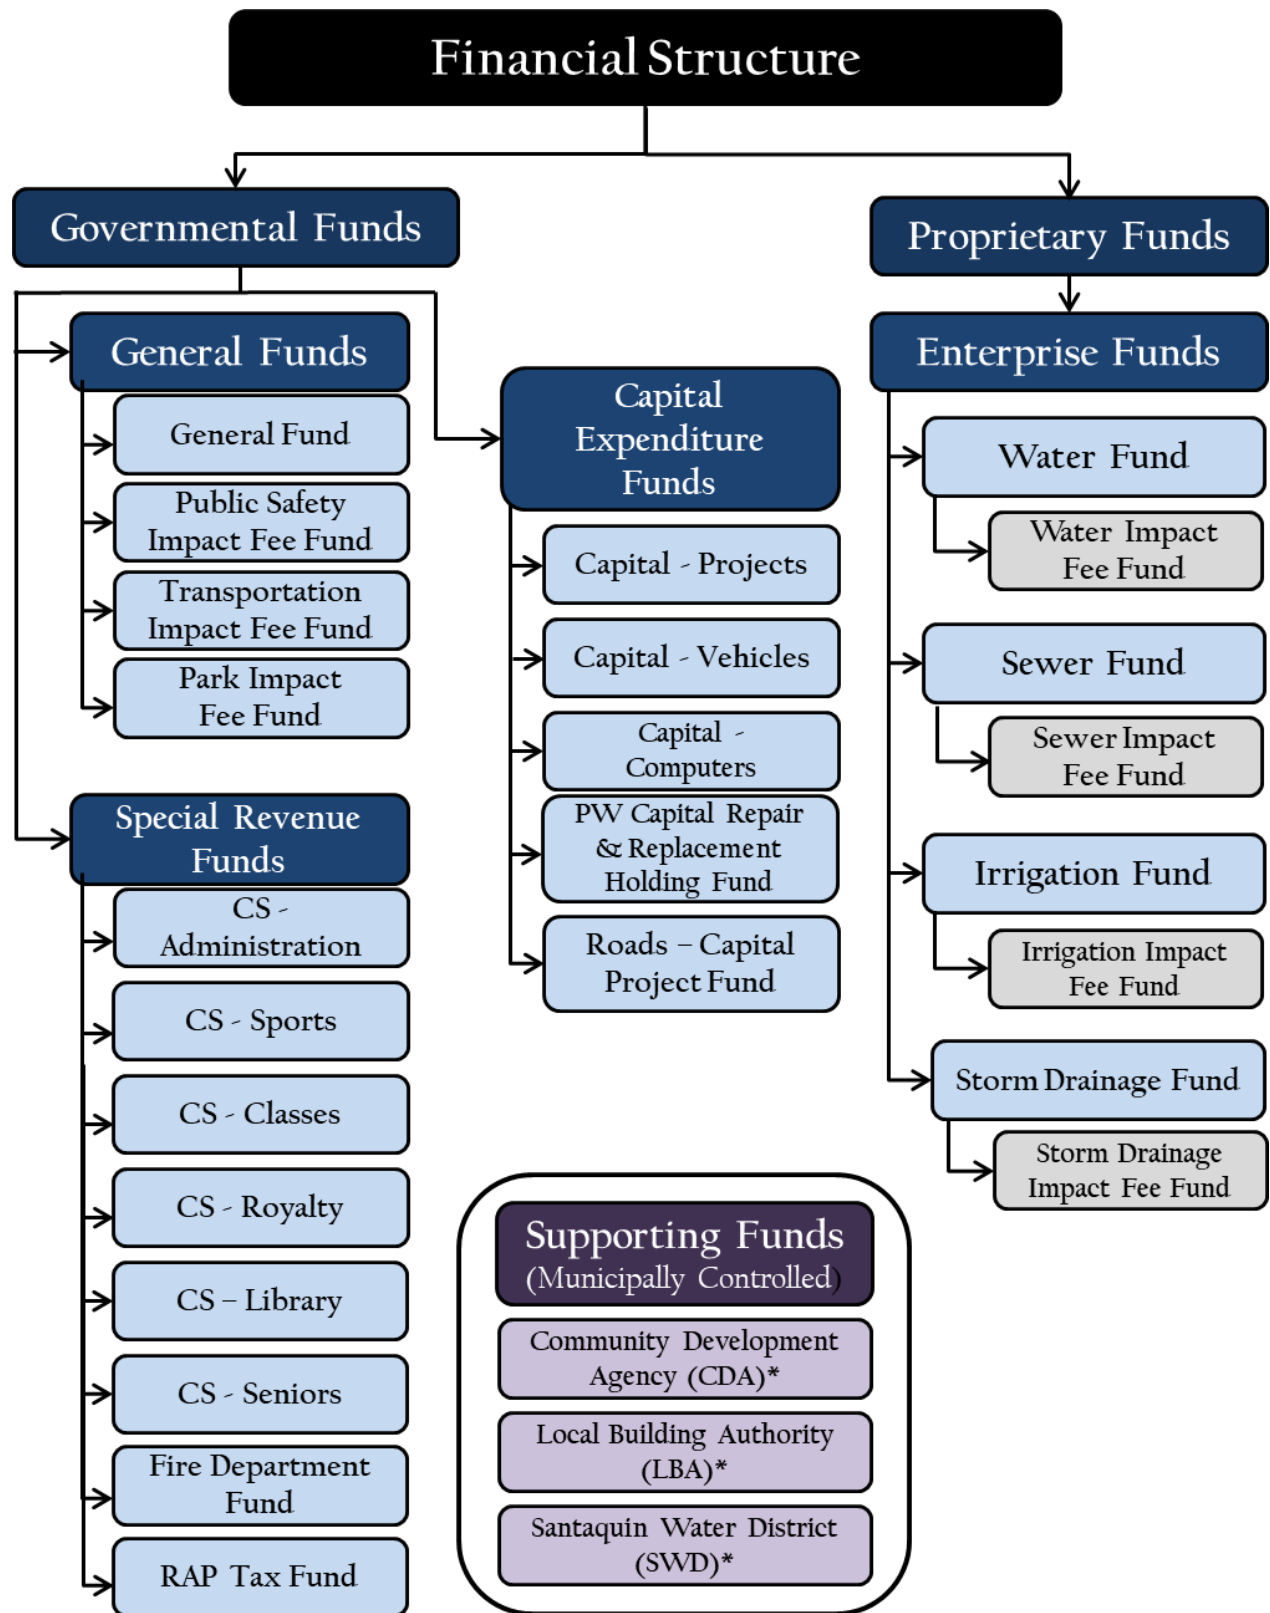 Financial Structure
Governmental Funds
General Funds
General Fund
Public Safety
Impact Fee Fund
Transportation
Impact Fee Fund
Park Impact
Fee Fund
Special Revenue
Funds
CS -
Administration
CS - Sports
CS - Classes
CS - Royalty
CS – Library
CS - Seniors
Fire Department
Fund
RAP Tax Fund
Capital
Expenditure
Funds
Capital - Projects
Capital - Vehicles
Capital -
Computers
PW Capital Repair
& Replacement
Holding Fund
Roads – Capital
Project Fund
Proprietary Funds
Enterprise Funds
Water Fund
Water Impact
Fee Fund
Sewer Fund
Sewer Impact
Fee Fund
Irrigation Fund
Irrigation Impact
Fee Fund
Storm Drainage Fund
Storm Drainage
Impact Fee Fund
Supporting Funds
(Municipally Controlled)
Community Development
Agency (CDA)*
Local Building Authority
(LBA)*
Santaquin Water District
(SWD)*